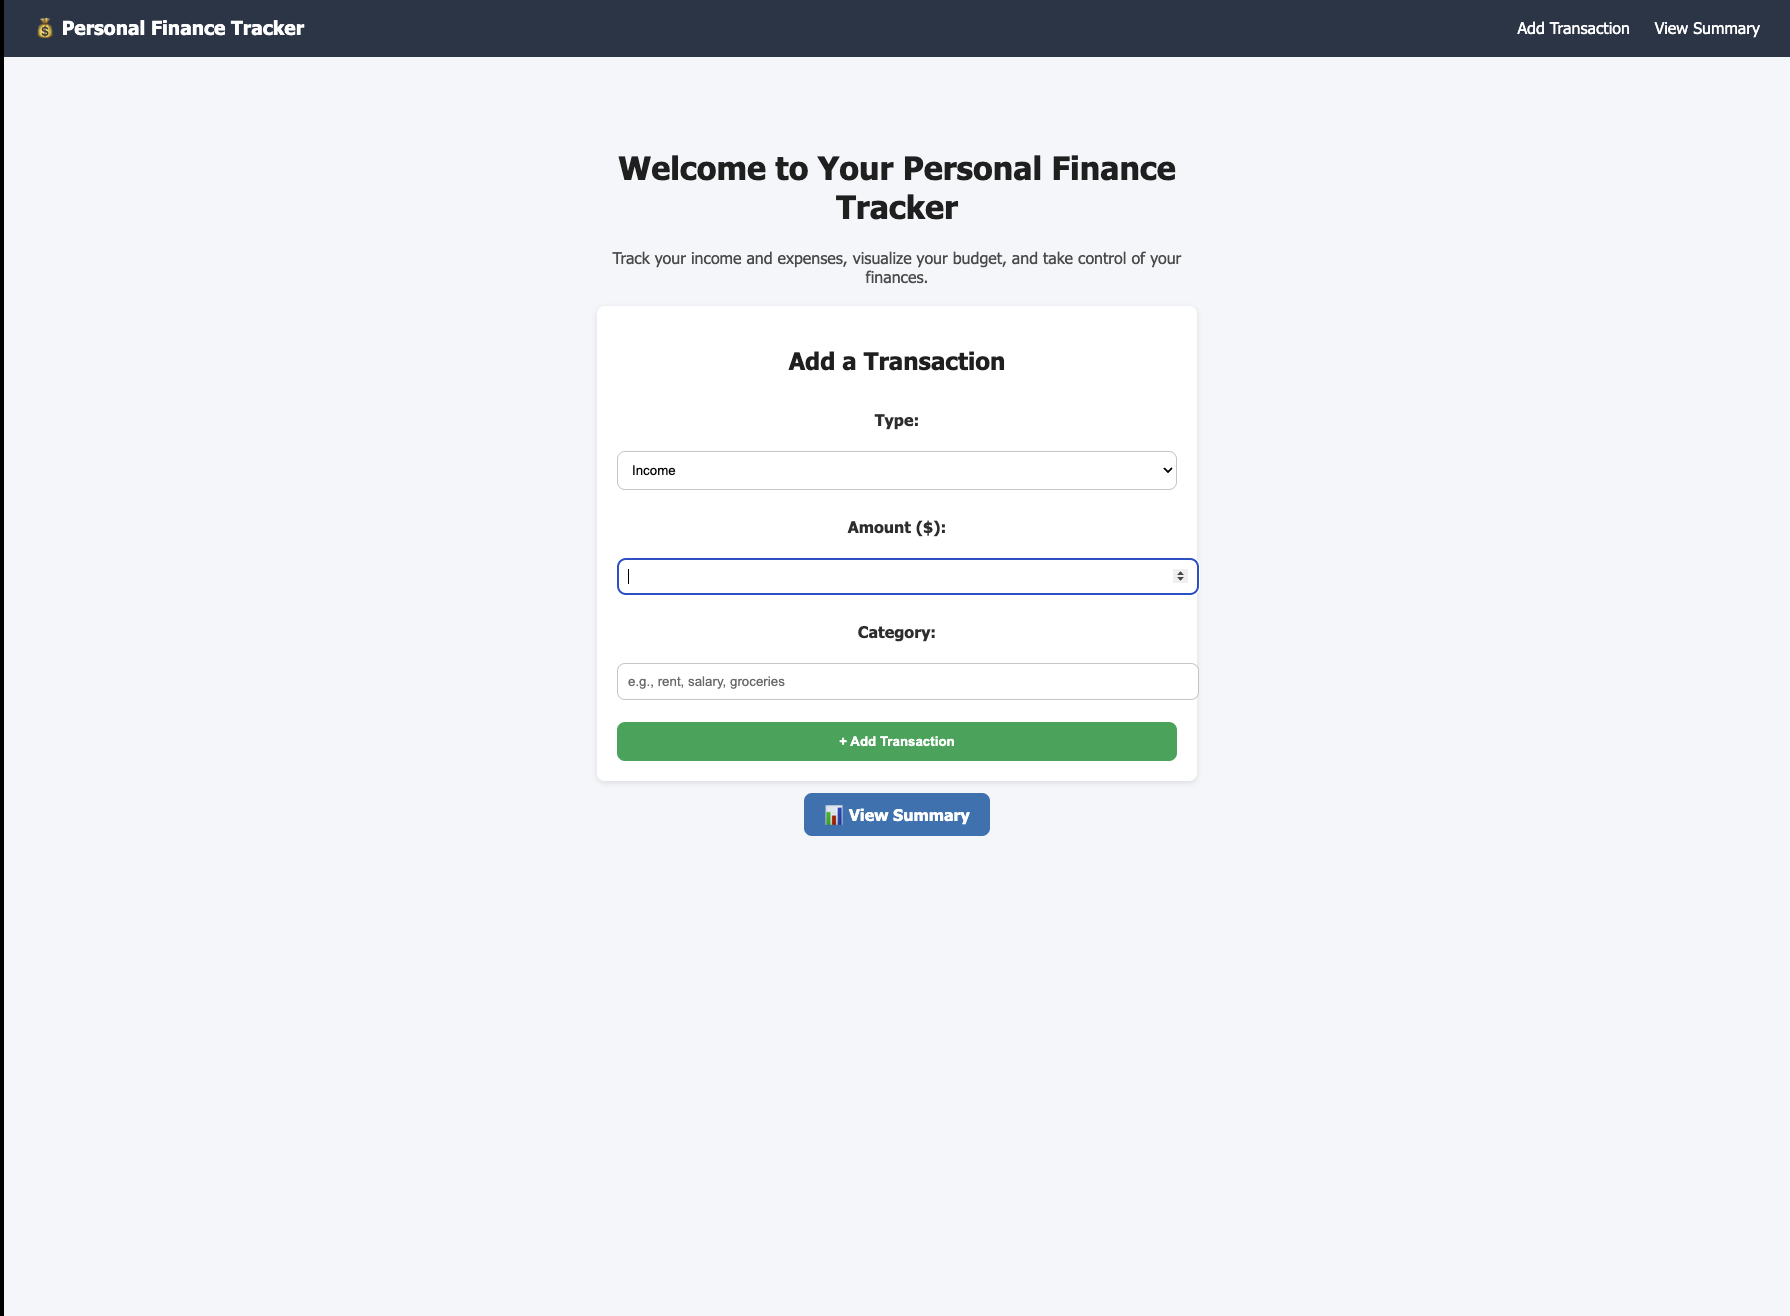 💰 Personal Finance Tracker
Add Transaction
View Summary
Welcome to Your Personal Finance
Tracker
Track your income and expenses, visualize your budget, and take control of your
finances.
Add a Transaction
Type:
Income
Amount ($):
Category:
e.g., rent, salary, groceries
+ Add Transaction
📊 View Summary